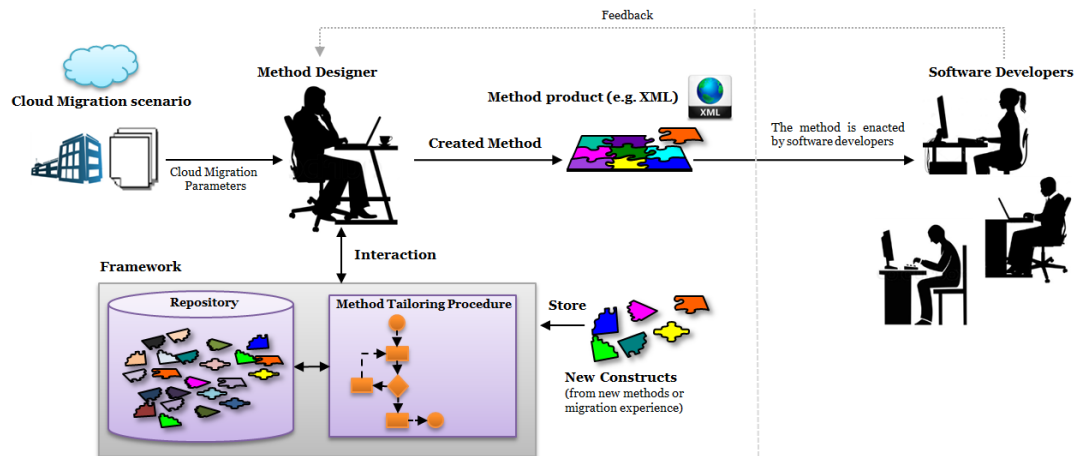 Feedback
Method Designer
Software Developers
Cloud Migration scenario
Method product (e.g. XML)
XML
Created Method
The method is enacted
by software developers
Cloud Migration
Parameters
Interaction
Framework
Repository
Method Tailoring Procedure
Store
New Constructs
(from new methods or
migration experience)